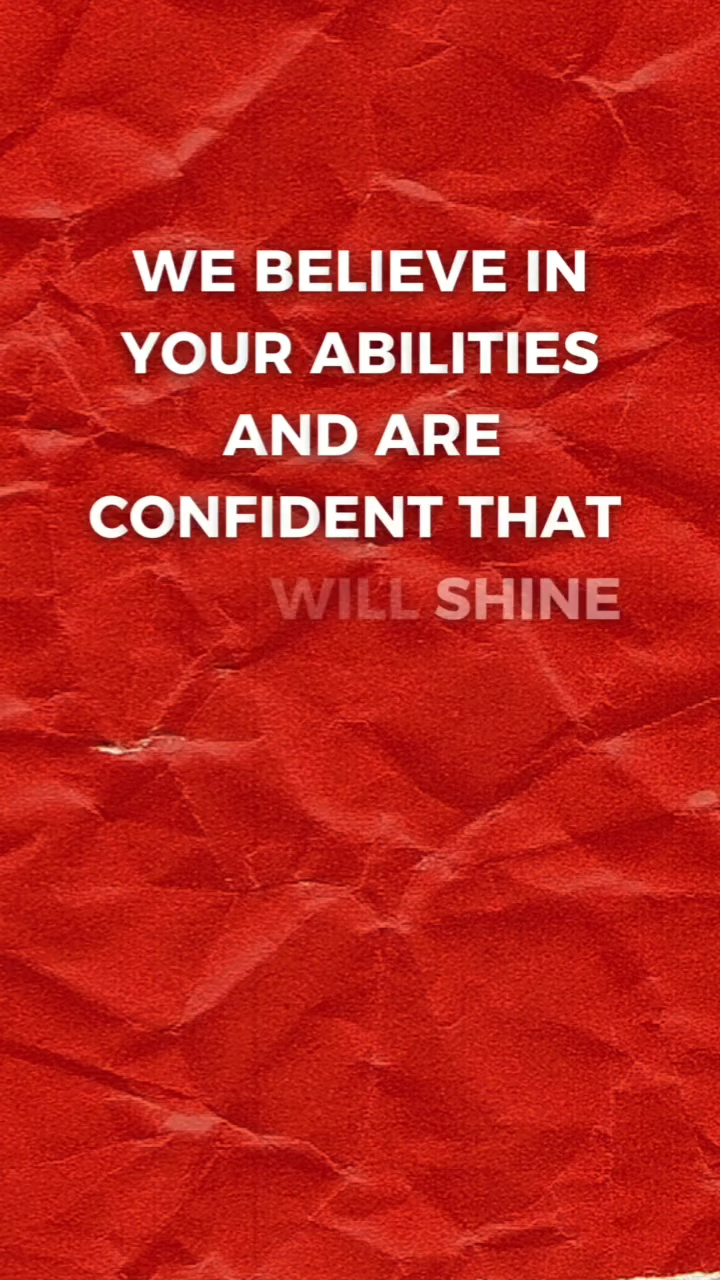 WE BELIEVE IN
YOUR ABILITIES
AND ARE
CONFIDENT THAT
WILL SHINE